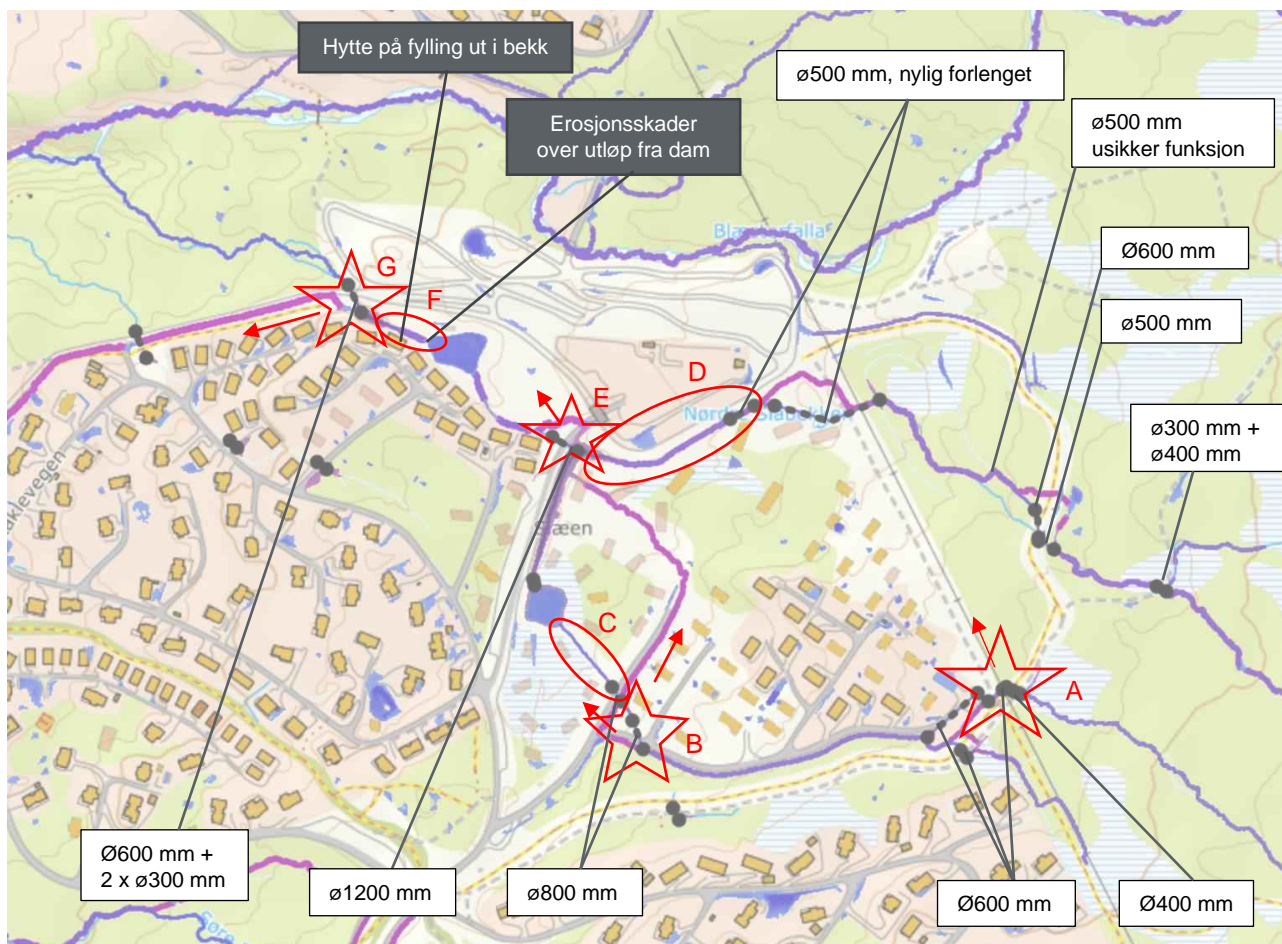 Hytte på fylling ut i bekk
ø500 mm, nylig forlenget
Erosjonsskader
over utløp fra dam
ø500 mm
usikker funksjon
Ø600 mm
G
F
ø500 mm
D
E
ø300 mm +
ø400 mm
C
A
B
Ø600 mm +
2 x ø300 mm
ø1200 mm
ø800 mm
Ø600 mm
Ø400 mm